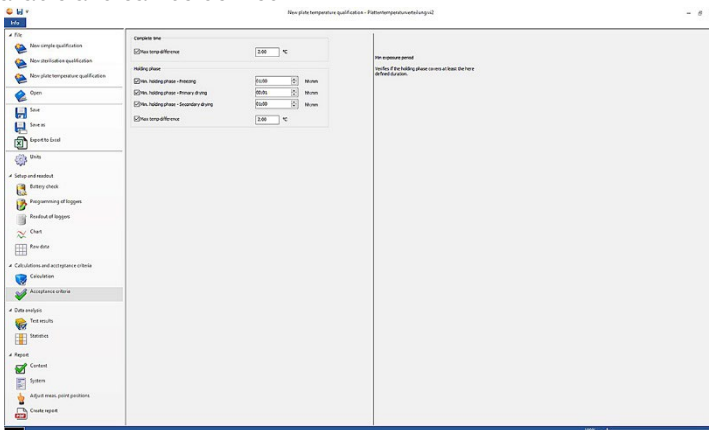 New plate temperature qualification - Plattentemperaturverteilung.vi2
Info
File
New simple qualification
New sterilisation qualification
New plate temperature qualification
Open
Save
Save as
Export to Excel
Units
Setup and readout
Battery check
Programming of loggers
Readout of loggers
Chart
Raw data
Calculations and acceptance criteria
Calculation
Acceptance criteria
Data analysis
Test results
Statistics
Report
Content
System
Adjust meas. point positions
Create report
Complete time
Max temp difference 2.00 °C
Holding phase
Min. holding phase - Freezing 01:00 hh:mm
Min. holding phase - Primary drying 00:01 hh:mm
Min. holding phase - Secondary drying 01:00 hh:mm
Max temp difference 2.00 °C
Min exposure period
Verifies if the holding phase covers at least the here
defined duration.